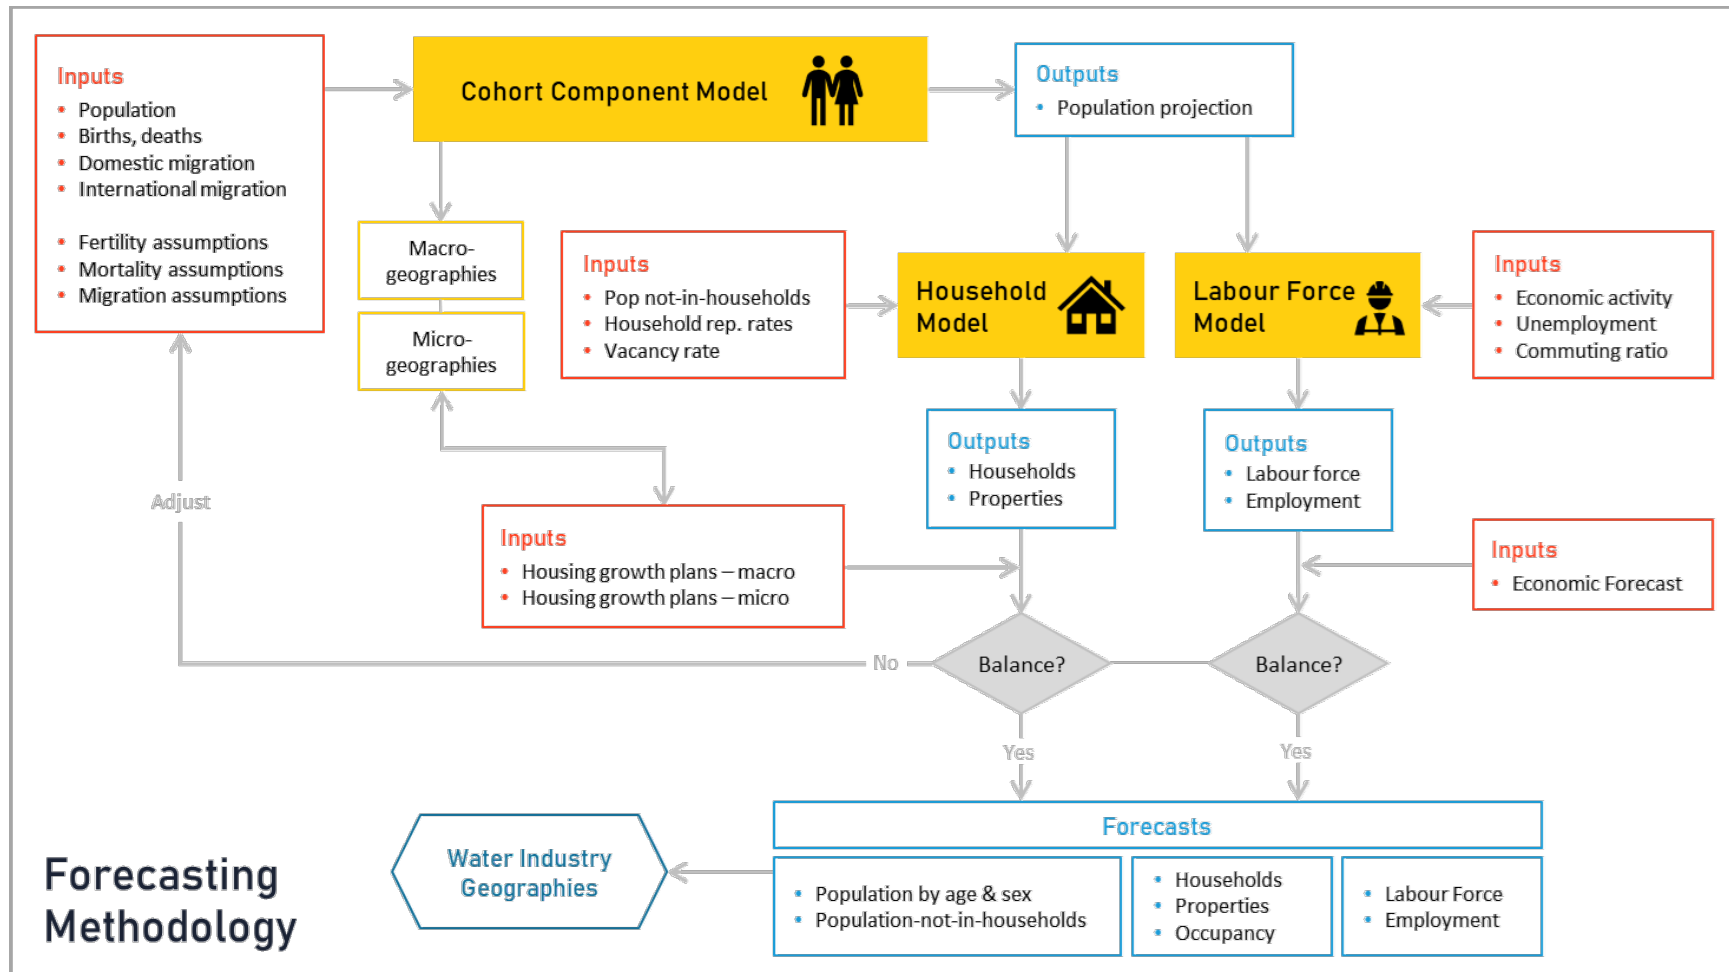 Inputs
• Population
• Births, deaths
• Domestic migration
• International migration
• Fertility assumptions
• Mortality assumptions
• Migration assumptions
Cohort Component Model
Outputs
• Population projection
Macro-
geographies
Micro-
geographies
Inputs
• Pop not-in-households
• Household rep. rates
• Vacancy rate
Household
Model
Labour Force
Model
Inputs
• Economic activity
• Unemployment
• Commuting ratio
Outputs
• Households
• Properties
Outputs
• Labour force
• Employment
Adjust
Inputs
• Housing growth plans – macro
• Housing growth plans – micro
Inputs
• Economic Forecast
No
Balance?
Balance?
Yes
Yes
Forecasts
Water Industry
Geographies
• Population by age & sex
• Population-not-in-households
• Households
• Properties
• Occupancy
• Labour Force
• Employment
Forecasting
Methodology